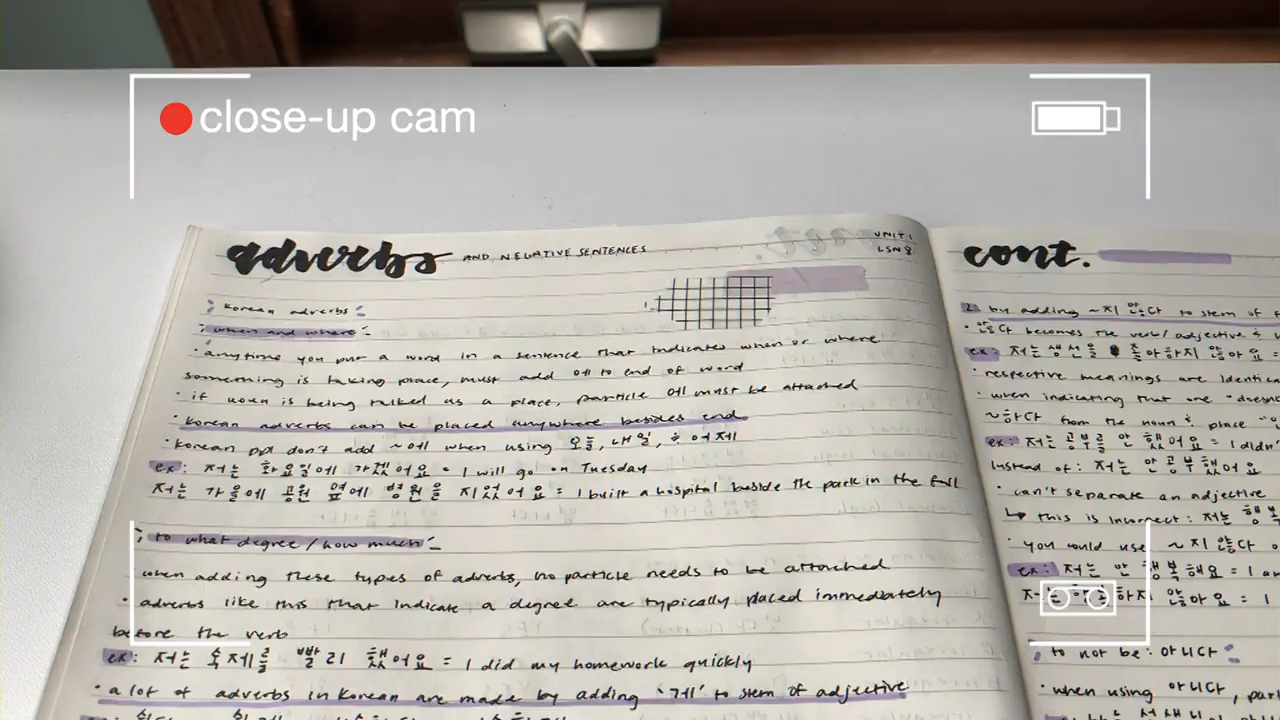 close-up cam
adverbs AND NEGATIVE SENTENCES
UNIT 1
LSN 8
Korean adverbs
when and where
· anytime you put a word in a sentence that indicates when or where
something is taking place, must add 에 to end of word
· if noun is being talked as a place, particle 에 must be attached
· Korean adverbs can be placed anywhere besides end
· Korean ppl don't add ~에 when using 오늘, 내일, & 어제
ex: 저는 화요일에 가겠어요 = I will go on Tuesday
저는 가을에 공원 옆에 병원을 지었어요 = I built a hospital beside the park in the fall
to what degree / how much
when adding these types of adverbs, no particle needs to be attached
· adverbs like this that indicate a degree are typically placed immediately
before the verb
ex: 저는 숙제를 빨리 했어요 = I did my homework quickly
· a lot of adverbs in Korean are made by adding '게' to stem of adjective
cont.
2. by adding ~지 않다 to stem of
· 않다 becomes the verb/adjective &
ex: 저는 생선을 좋아하지 않아요 =
· respective meanings are
· when indicating that one "doesn
~하다 from the noun & place
ex: 저는 공부를 안 했어요 = I didn'
Instead of: 저는 안 공부했어요
· can't separate an adjective
↳ this is incorrect: 저는
· you could use ~지 않다
ex: 저는 안 행복해요 = I
하지 않아요 = I
to not be: 아니다
· when using 아니다,